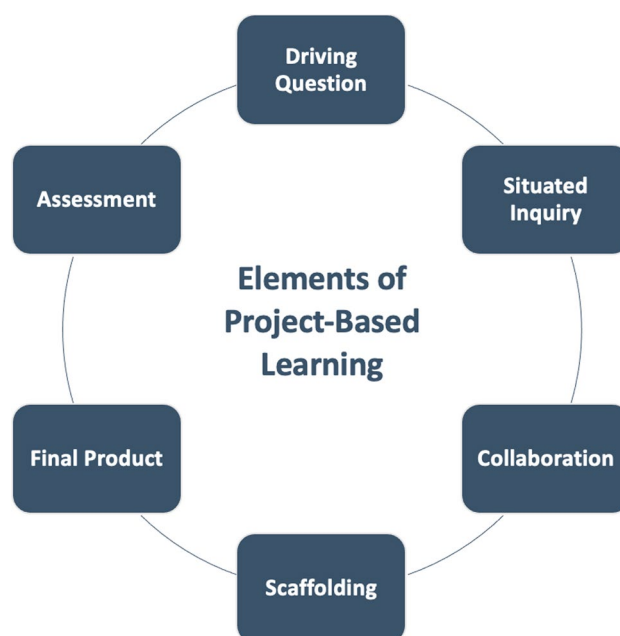 Driving
Question
Situated
Inquiry
Collaboration
Scaffolding
Final Product
Assessment
Elements of
Project-Based
Learning